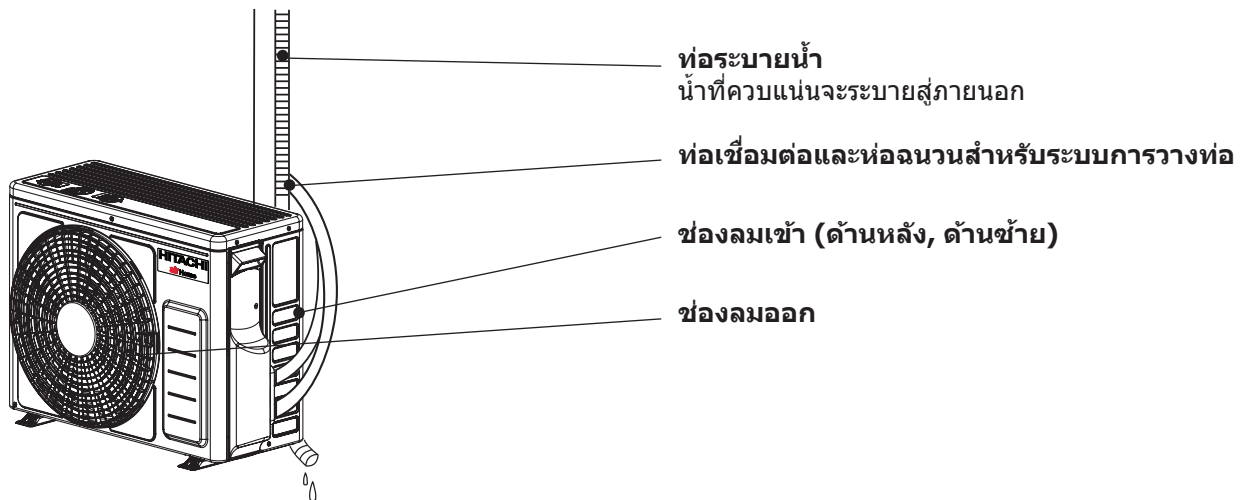 ท่อระบายน้ำ
น้ำที่ควบแน่นจะระบายสู่ภายนอก
ท่อเชื่อมต่อและห่อฉนวนสำหรับระบบการวางท่อ
ช่องลมเข้า (ด้านหลัง, ด้านซ้าย)
HITACHI
airHome
ช่องลมออก